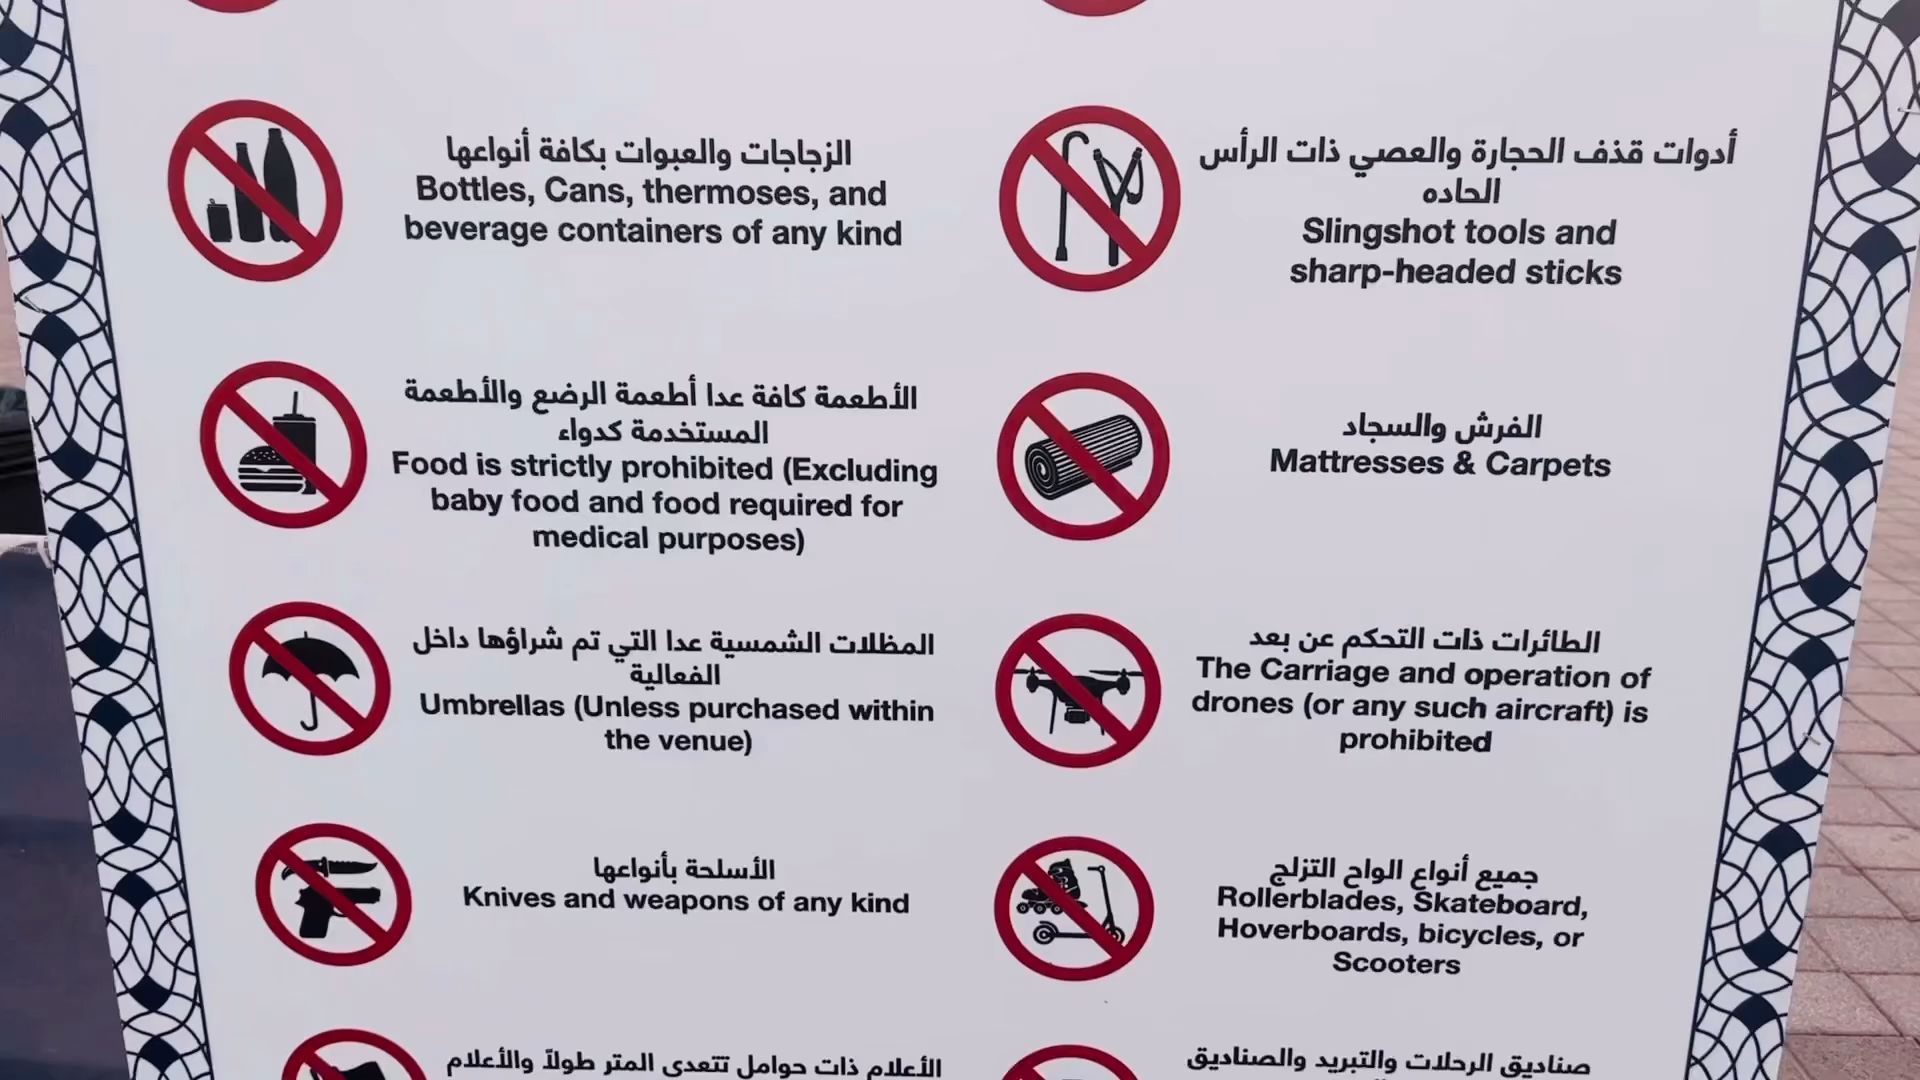 الزجاجات والعبوات بكافة أنواعها
Bottles, Cans, thermoses, and
beverage containers of any kind
أدوات قذف الحجارة والعصي ذات الرأس
الحاده
Slingshot tools and
sharp-headed sticks
الأطعمة كافة عدا أطعمة الرضع والأطعمة
المستخدمة كدواء
Food is strictly prohibited (Excluding
baby food and food required for
medical purposes)
الفرش والسجاد
Mattresses & Carpets
المظلات الشمسية عدا التي تم شراؤها داخل
الفعالية
Umbrellas (Unless purchased within
the venue)
الطائرات ذات التحكم عن بعد
The Carriage and operation of
drones (or any such aircraft) is
prohibited
الأسلحة بأنواعها
Knives and weapons of any kind
جميع أنواع الواح التزلج
Rollerblades, Skateboard,
Hoverboards, bicycles, or
Scooters
الأعلام ذات حوامل تتعدى المتر طولاً والأعلام
صناديق الرحلات والتبريد والصناديق